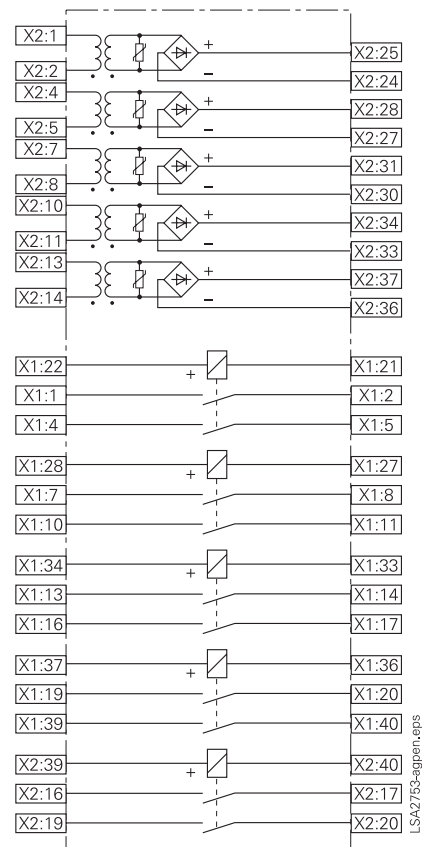 X2:1
+
X2:25
X2:2
−
X2:24
X2:4
+
X2:28
X2:5
−
X2:27
X2:7
+
X2:31
X2:8
−
X2:30
X2:10
+
X2:34
X2:11
−
X2:33
X2:13
+
X2:37
X2:14
−
X2:36
X1:22
+
X1:21
X1:1
X1:2
X1:4
X1:5
X1:28
+
X1:27
X1:7
X1:8
X1:10
X1:11
X1:34
+
X1:33
X1:13
X1:14
X1:16
X1:17
X1:37
+
X1:36
X1:19
X1:20
X1:39
X1:40
X2:39
+
X2:40
X2:16
X2:17
X2:19
X2:20
LSA2753-agpen.eps